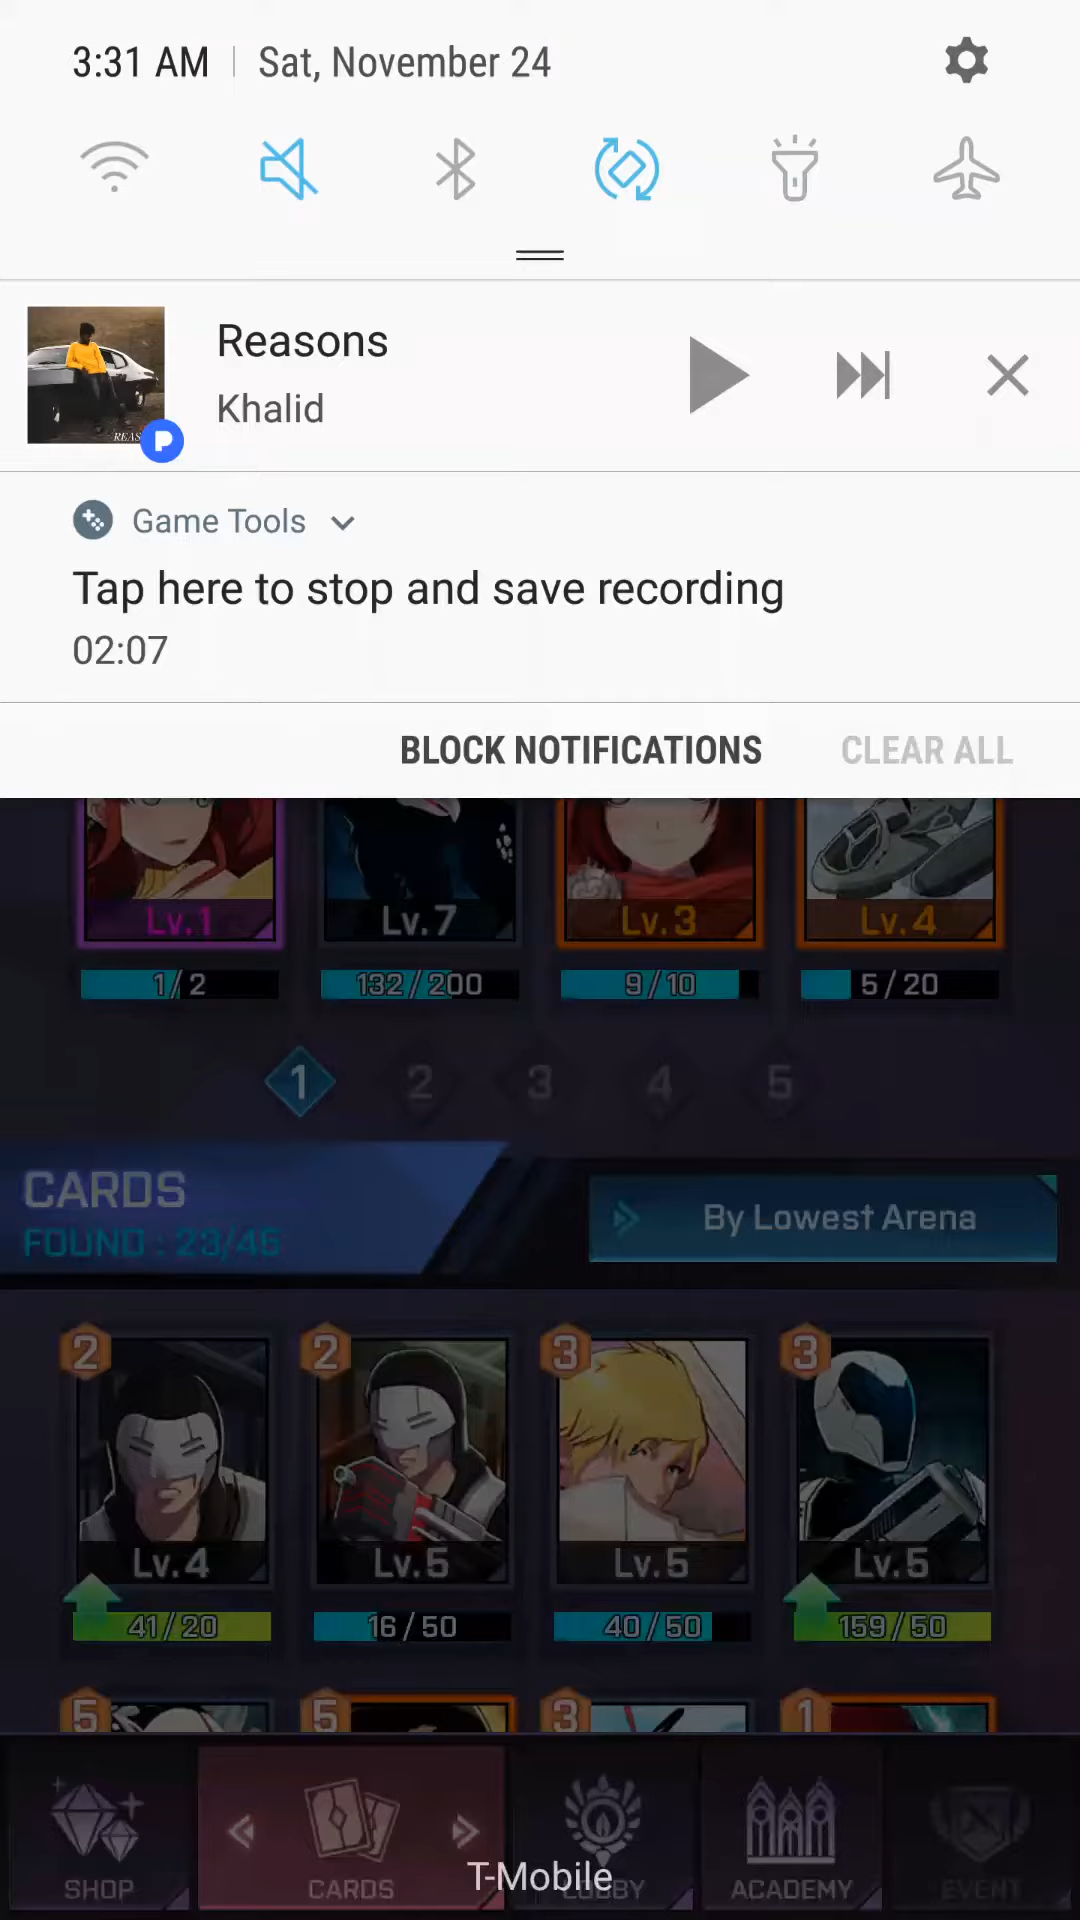 3:31 AM | Sat, November 24
Reasons
Khalid
REAS
Game Tools
Tap here to stop and save recording
02:07
BLOCK NOTIFICATIONS CLEAR ALL
Lv.1 Lv.7 Lv.3 Lv.4
1/2 132/200 9/10 5/20
1 2 3 4 5
CARDS
FOUND : 23/45
By Lowest Arena
2 2 3 3
Lv.4 Lv.5 Lv.5 Lv.5
41/20 16/50 40/50 159/50
5 5 3 1
SHOP CARDS LOBBY ACADEMY EVENT
T-Mobile